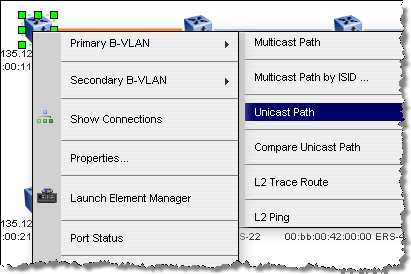 135.12
:00:11
Primary B-VLAN
Secondary B-VLAN
Show Connections
Properties...
Launch Element Manager
Port Status
Multicast Path
Multicast Path by ISID ...
Unicast Path
Compare Unicast Path
L2 Trace Route
L2 Ping
135.12
:00:21
S-22 00:bb:00:42:00:00 ERS-4